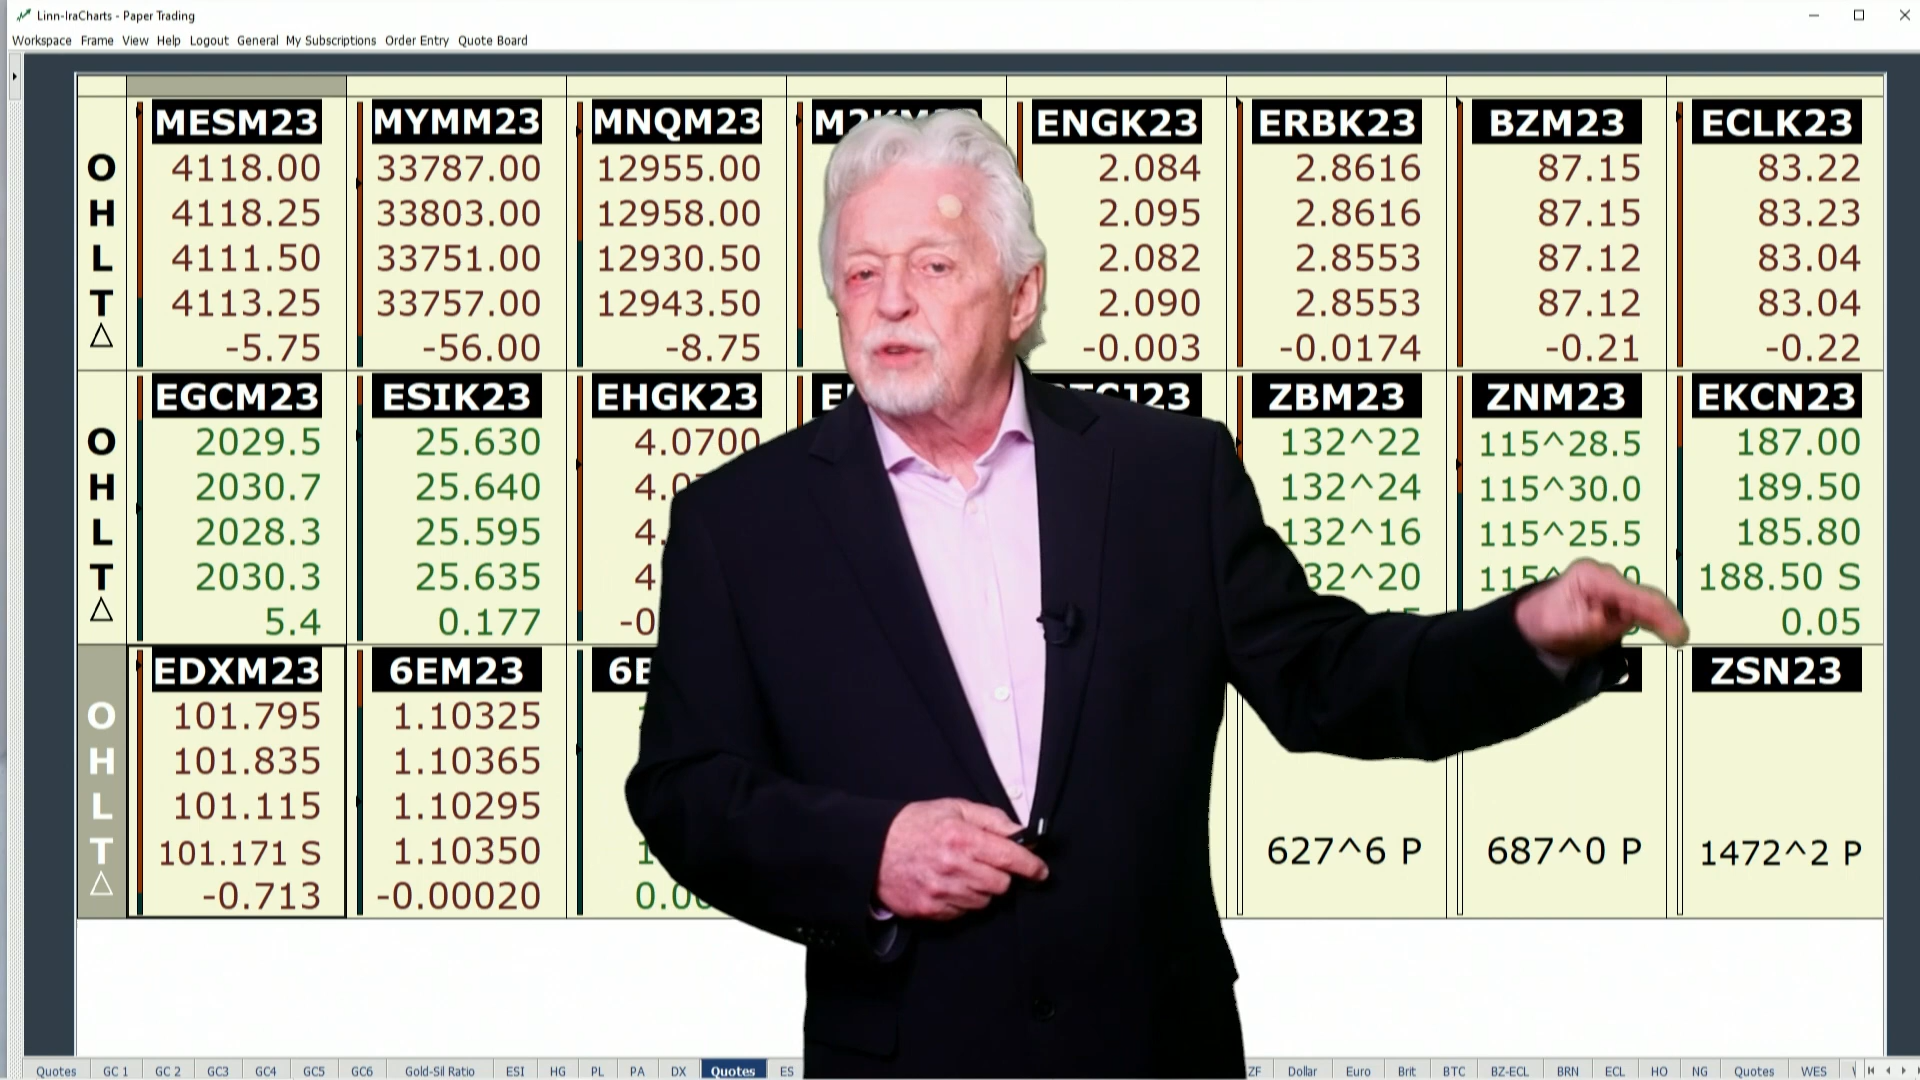 Linn-IraCharts - Paper Trading
Workspace Frame View Help Logout General My Subscriptions Order Entry Quote Board
MESM23 MYMM23 MNQM23 ENGK23 ERBK23 BZM23 ECLK23
O 4118.00 33787.00 12955.00 2.084 2.8616 87.15 83.22
H 4118.25 33803.00 12958.00 2.095 2.8616 87.15 83.23
L 4111.50 33751.00 12930.50 2.082 2.8553 87.12 83.04
T 4113.25 33757.00 12943.50 2.090 2.8553 87.12 83.04
△ -5.75 -56.00 -8.75 -0.003 -0.0174 -0.21 -0.22
EGCM23 ESIK23 EHGK23 ZBM23 ZNM23 EKCN23
O 2029.5 25.630 4.0700 132^22 115^28.5 187.00
H 2030.7 25.640 132^24 115^30.0 189.50
L 2028.3 25.595 132^16 115^25.5 185.80
T 2030.3 25.635 188.50 S
△ 5.4 0.177 0.05
EDXM23 6EM23 ZSN23
O 101.795 1.10325
H 101.835 1.10365
L 101.115 1.10295
T 101.171 S 1.10350 627^6 P 687^0 P 1472^2 P
△ -0.713 -0.00020
Quotes GC 1 GC 2 GC3 GC4 GC5 GC6 Gold-Sil Ratio ESI HG PL PA DX Quotes ES ZF Dollar Euro Brit BTC BZ-ECL BRN ECL HO NG Quotes WES